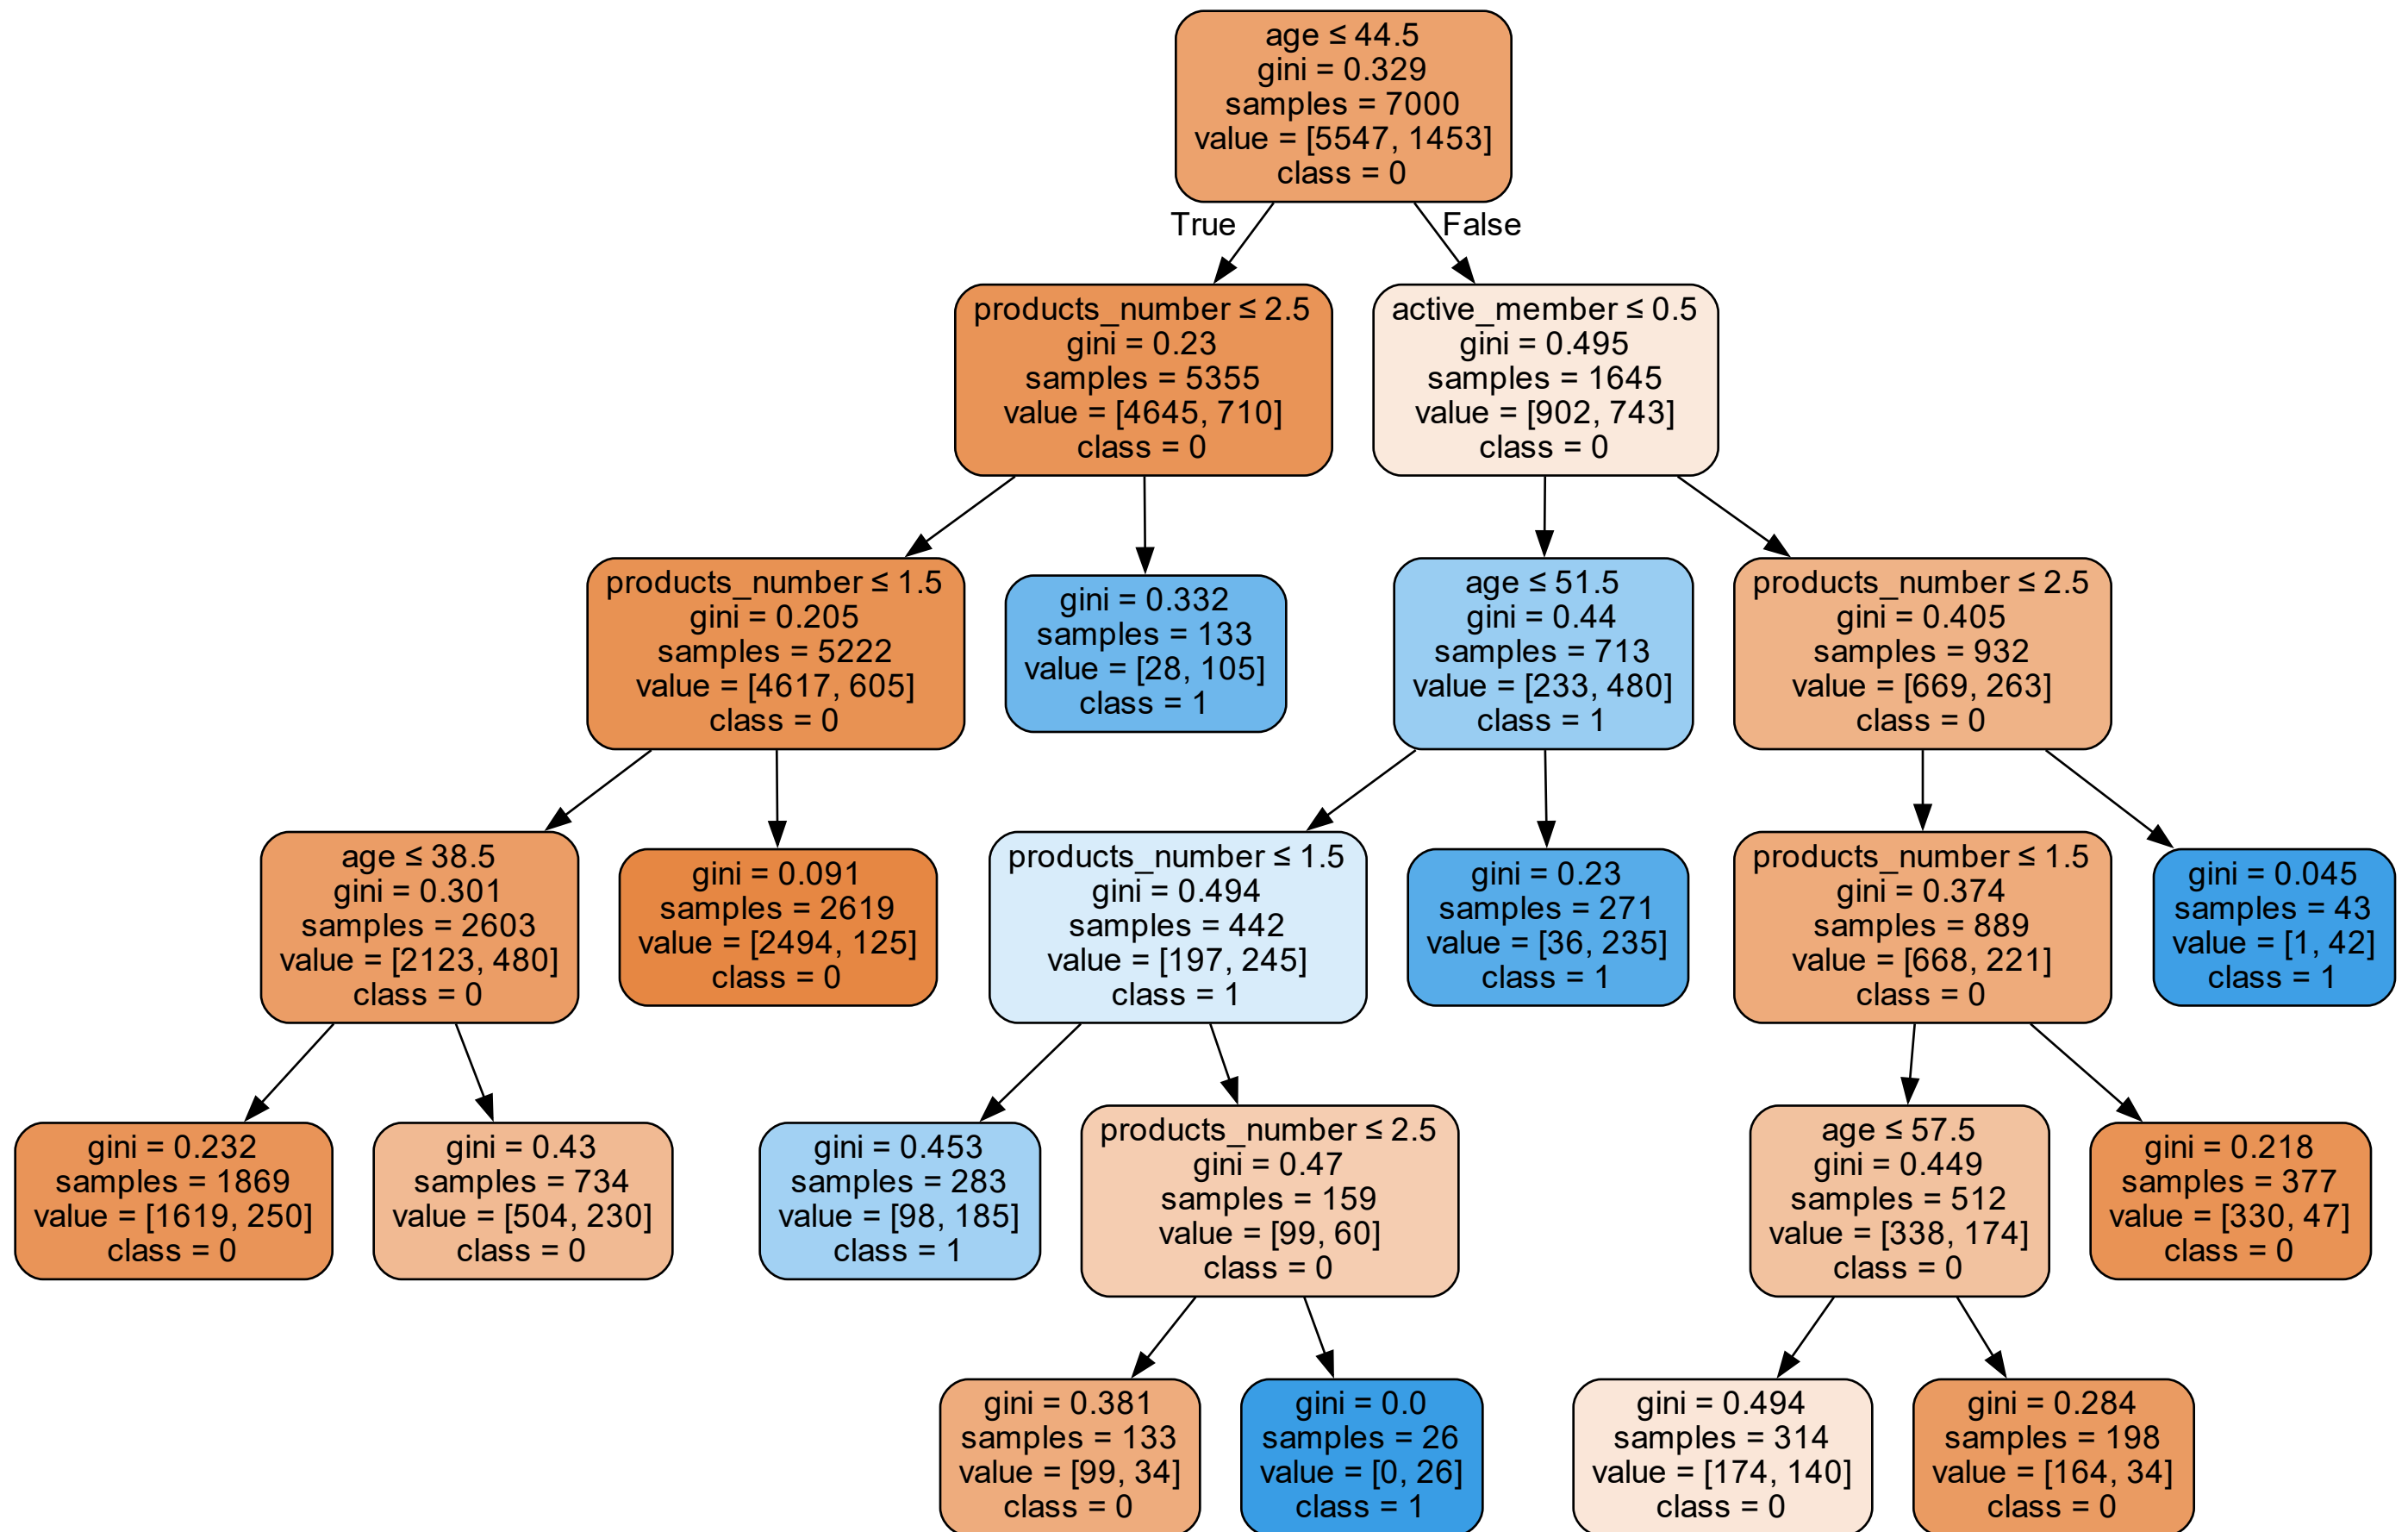 age ≤ 44.5
gini = 0.329
samples = 7000
value = [5547, 1453]
class = 0
True
False
products_number ≤ 2.5
gini = 0.23
samples = 5355
value = [4645, 710]
class = 0
active_member ≤ 0.5
gini = 0.495
samples = 1645
value = [902, 743]
class = 0
products_number ≤ 1.5
gini = 0.205
samples = 5222
value = [4617, 605]
class = 0
gini = 0.332
samples = 133
value = [28, 105]
class = 1
age ≤ 51.5
gini = 0.44
samples = 713
value = [233, 480]
class = 1
products_number ≤ 2.5
gini = 0.405
samples = 932
value = [669, 263]
class = 0
age ≤ 38.5
gini = 0.301
samples = 2603
value = [2123, 480]
class = 0
gini = 0.091
samples = 2619
value = [2494, 125]
class = 0
products_number ≤ 1.5
gini = 0.494
samples = 442
value = [197, 245]
class = 1
gini = 0.23
samples = 271
value = [36, 235]
class = 1
products_number ≤ 1.5
gini = 0.374
samples = 889
value = [668, 221]
class = 0
gini = 0.045
samples = 43
value = [1, 42]
class = 1
gini = 0.232
samples = 1869
value = [1619, 250]
class = 0
gini = 0.43
samples = 734
value = [504, 230]
class = 0
gini = 0.453
samples = 283
value = [98, 185]
class = 1
products_number ≤ 2.5
gini = 0.47
samples = 159
value = [99, 60]
class = 0
age ≤ 57.5
gini = 0.449
samples = 512
value = [338, 174]
class = 0
gini = 0.218
samples = 377
value = [330, 47]
class = 0
gini = 0.381
samples = 133
value = [99, 34]
class = 0
gini = 0.0
samples = 26
value = [0, 26]
class = 1
gini = 0.494
samples = 314
value = [174, 140]
class = 0
gini = 0.284
samples = 198
value = [164, 34]
class = 0